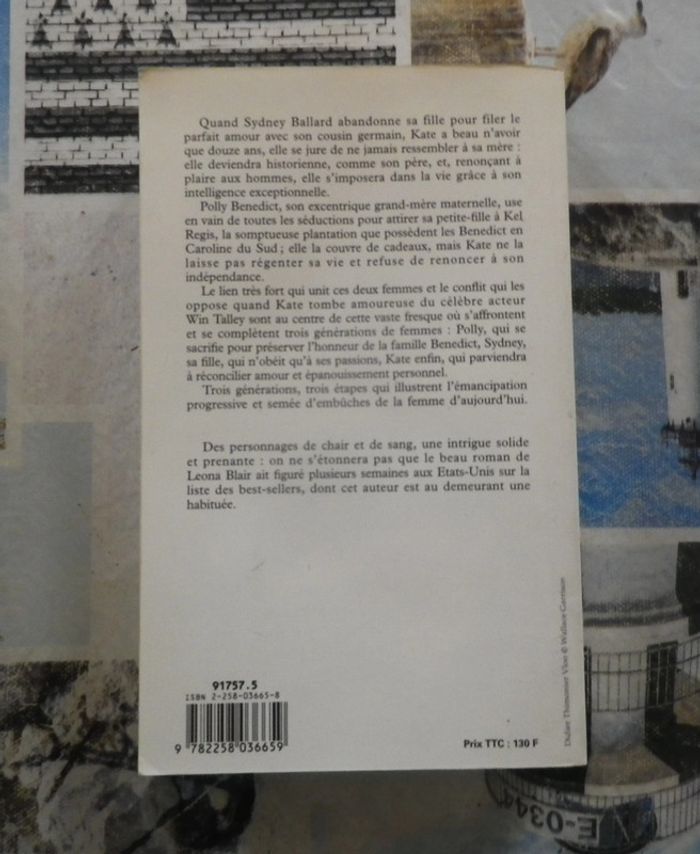 Quand Sydney Ballard abandonne sa fille pour filer le
parfait amour avec son cousin germain, Kate a beau n'avoir
que douze ans, elle se jure de ne jamais ressembler à sa mère :
elle deviendra historienne, comme son père, et, renonçant à
plaire aux hommes, elle s'imposera dans la vie grâce à son
intelligence exceptionnelle.
Polly Benedict, son excentrique grand-mère maternelle, use
en vain de toutes les séductions pour attirer sa petite-fille à Kel
Regis, la somptueuse plantation que possèdent les Benedict en
Caroline du Sud ; elle la couvre de cadeaux, mais Kate ne la
laisse pas régenter sa vie et refuse de renoncer à son
indépendance.
Le lien très fort qui unit ces deux femmes et le conflit qui les
oppose quand Kate tombe amoureuse du célèbre acteur
Win Talley sont au centre de cette vaste fresque où s'affrontent
et se complètent trois générations de femmes : Polly, qui se
sacrifie pour préserver l'honneur de la famille Benedict, Sydney,
sa fille, qui n'obéit qu'à ses passions, Kate enfin, qui parviendra
à réconcilier amour et épanouissement personnel.
Trois générations, trois étapes qui illustrent l'émancipation
progressive et semée d'embûches de la femme d'aujourd'hui.
Des personnages de chair et de sang, une intrigue solide
et prenante : on ne s'étonnera pas que le beau roman de
Leona Blair ait figuré plusieurs semaines aux Etats-Unis sur la
liste des best-sellers, dont cet auteur est au demeurant une
habituée.
91757.5
ISBN 2-258-03665-8
9 782258 036659
Prix TTC : 130 F
Didier Thimonier © Wallace-Garrison
E-0344